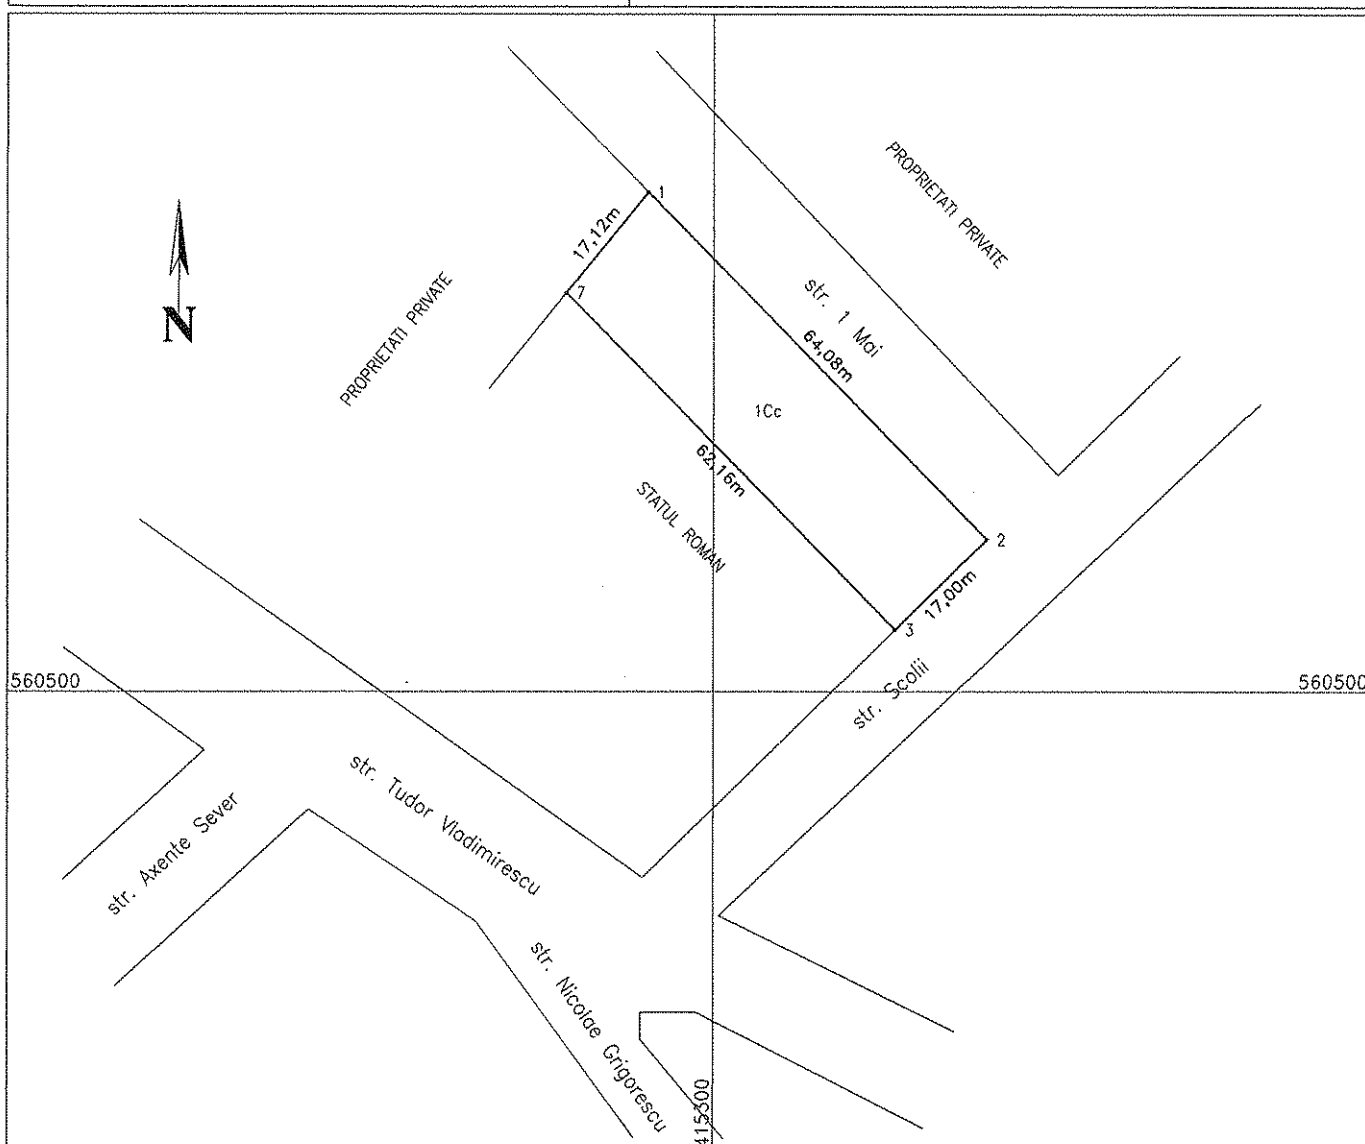 PROPRIETATI PRIVATE
1
17,12m
7
N
PROPRIETATI PRIVATE
str. 1 Mai
64,08m
1Cc
62,16m
STATUL ROMAN
2
17,00m
3
560500
560500
str. Scolii
str. Tudor Vladimirescu
str. Axente Sever
str. Nicolae Grigorescu
415300